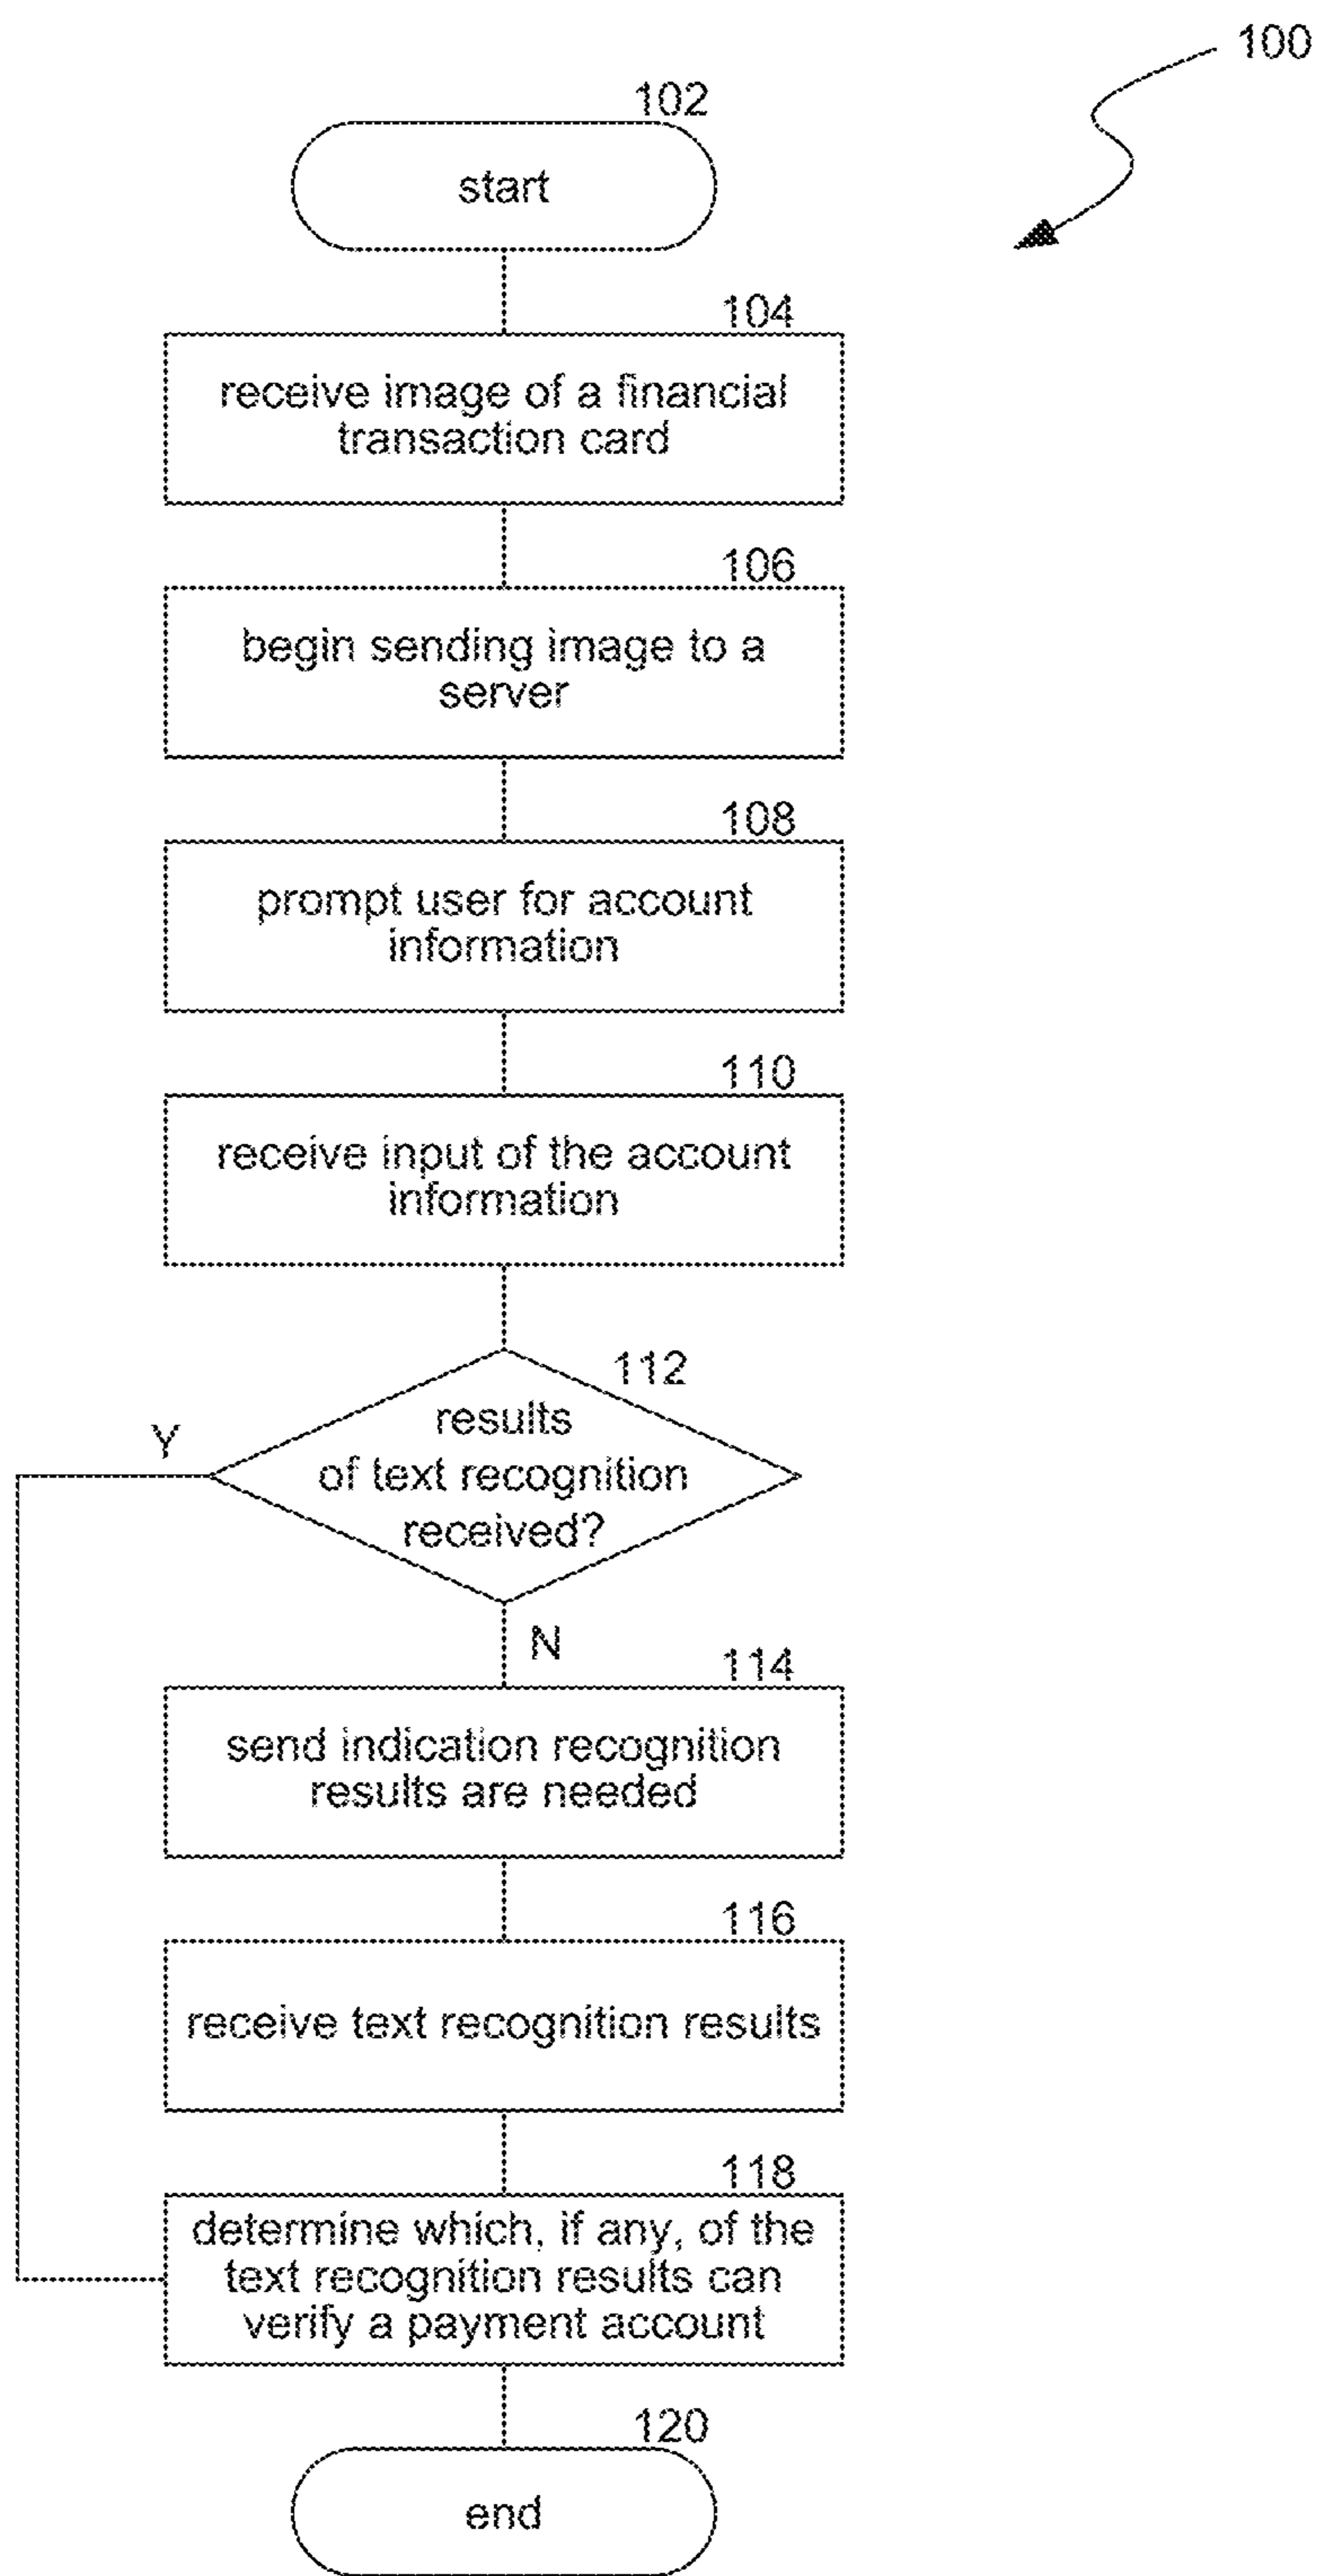 100
102
start
104
receive image of a financial
transaction card
106
begin sending image to a
server
108
prompt user for account
information
110
receive input of the account
information
112
results
of text recognition
received?
Y
N
114
send indication recognition
results are needed
116
receive text recognition results
118
determine which, if any, of the
text recognition results can
verify a payment account
120
end